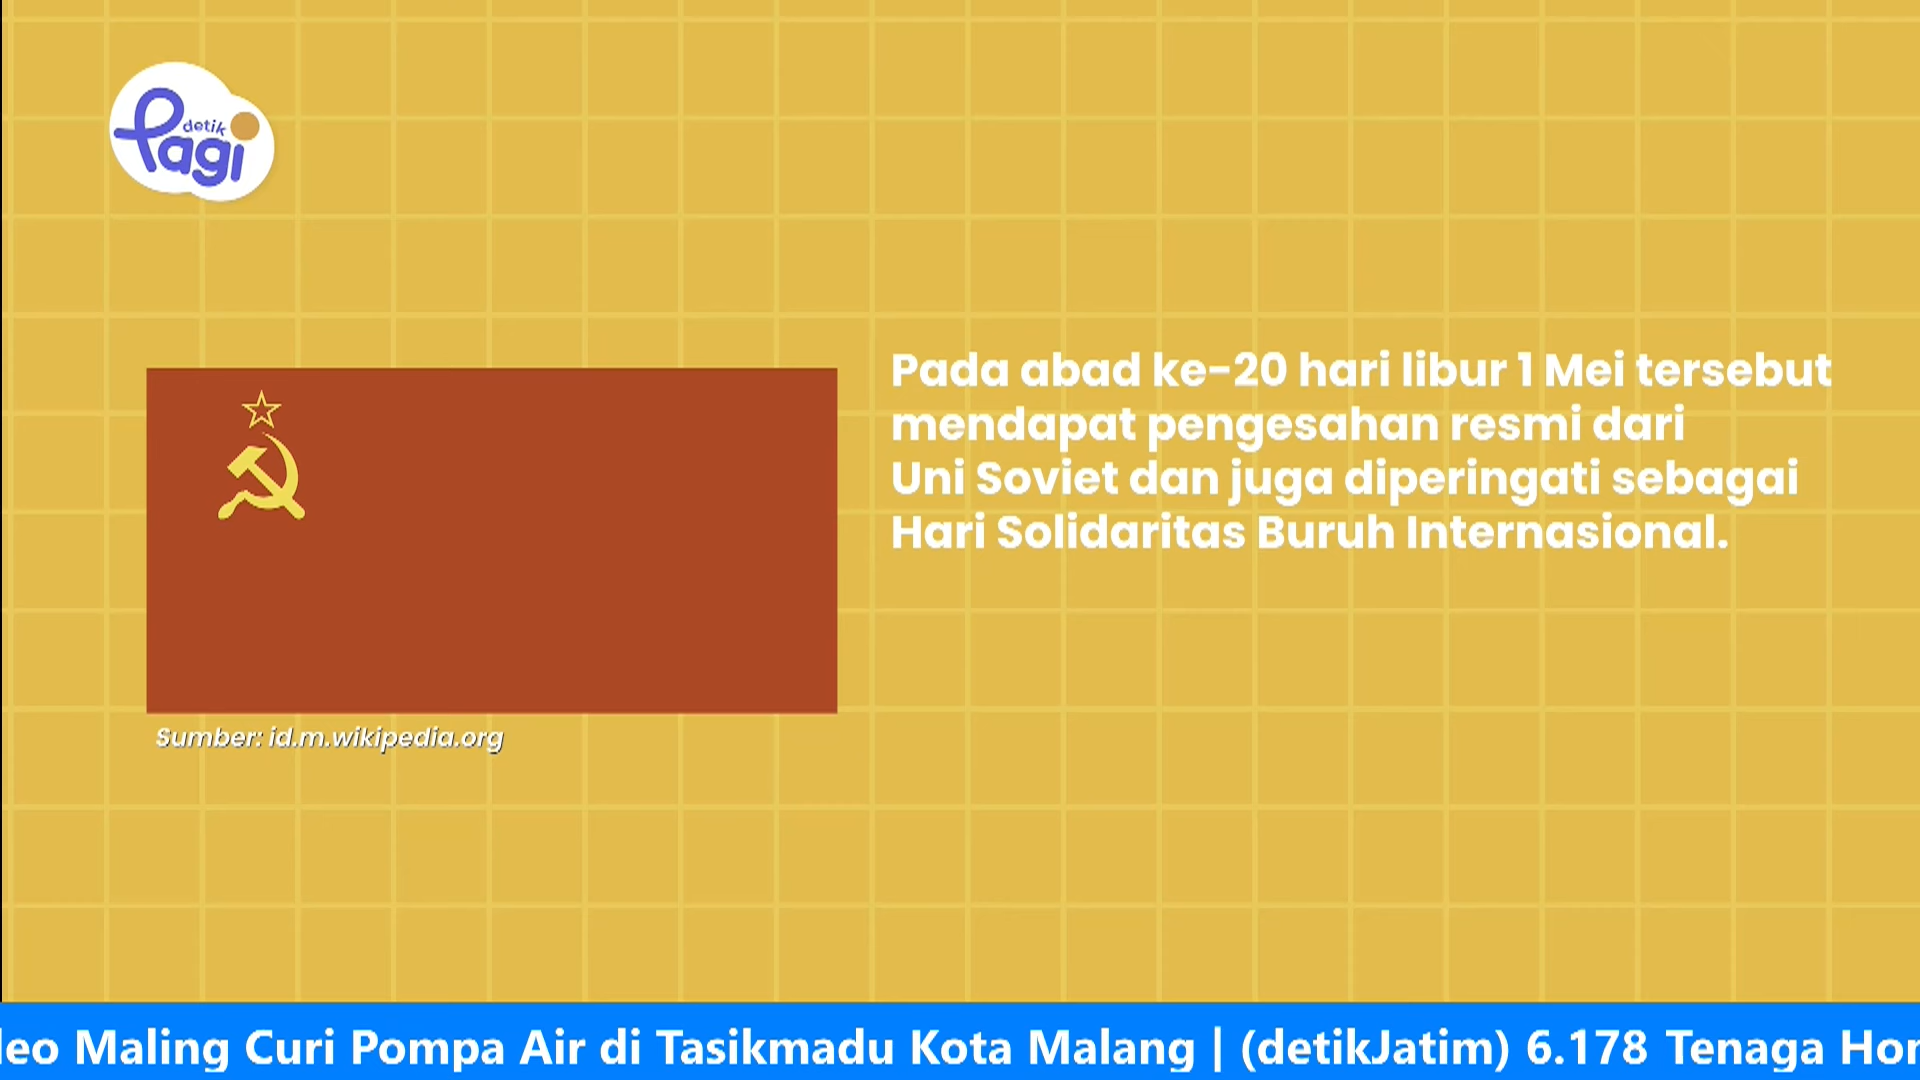 detik
Pagi
Pada abad ke-20 hari libur 1 Mei tersebut
mendapat pengesahan resmi dari
Uni Soviet dan juga diperingati sebagai
Hari Solidaritas Buruh Internasional.
Sumber: id.m.wikipedia.org
Maling Curi Pompa Air di Tasikmadu Kota Malang | (detikJatim) 6.178 Tenaga